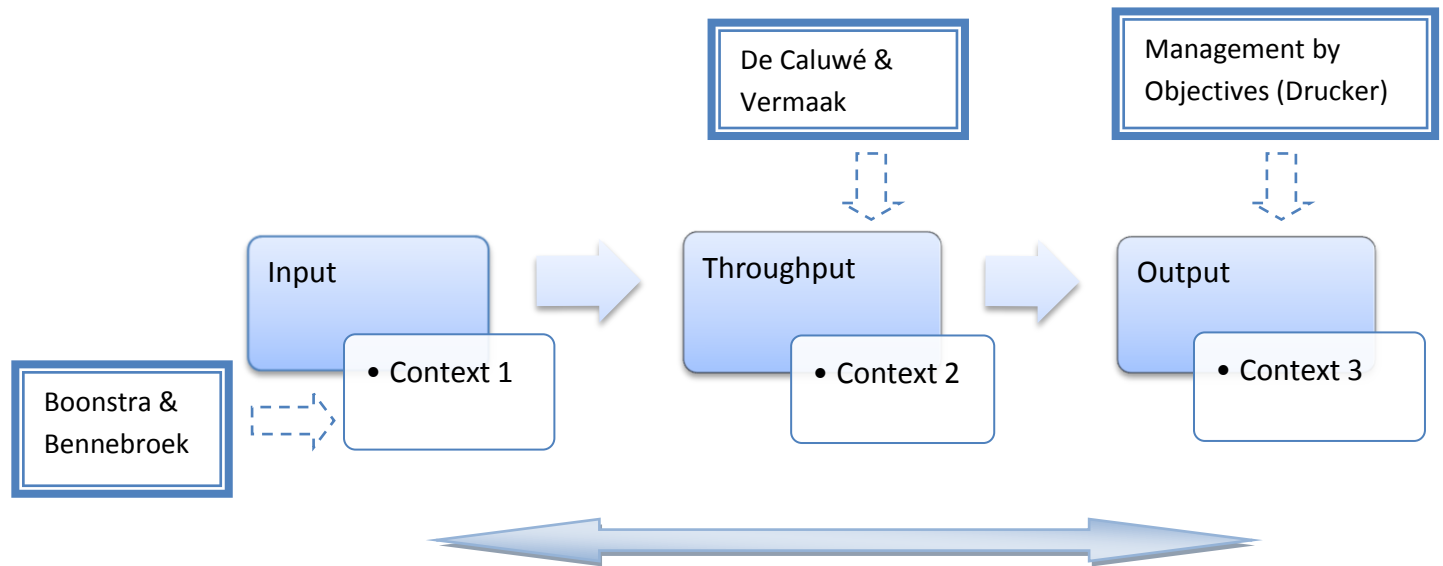 De Caluwé &
Vermaak
Management by
Objectives (Drucker)
Input
Throughput
Output
• Context 1
• Context 2
• Context 3
Boonstra &
Bennebroek